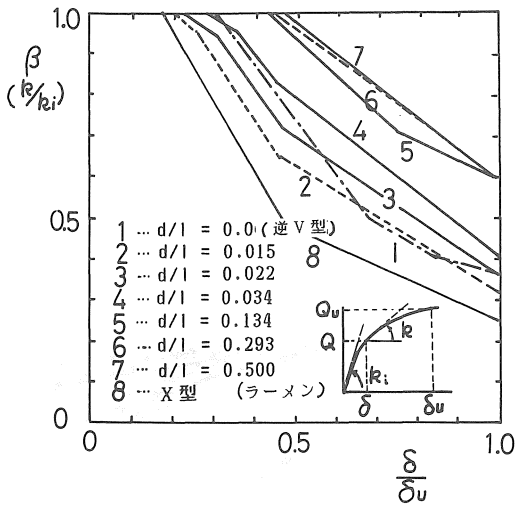 1.0
β
(k/ki)
7
6
4
5
2
3
0.5
1
8
1 … d/l = 0.0(逆V型)
2 … d/l = 0.015
3 … d/l = 0.022
4 … d/l = 0.034
5 … d/l = 0.134
6 … d/l = 0.293
7 … d/l = 0.500
8 … X型 (ラーメン)
Qu
Q
k
ki
δ
δu
0
0
0.5
1.0
δ
δu